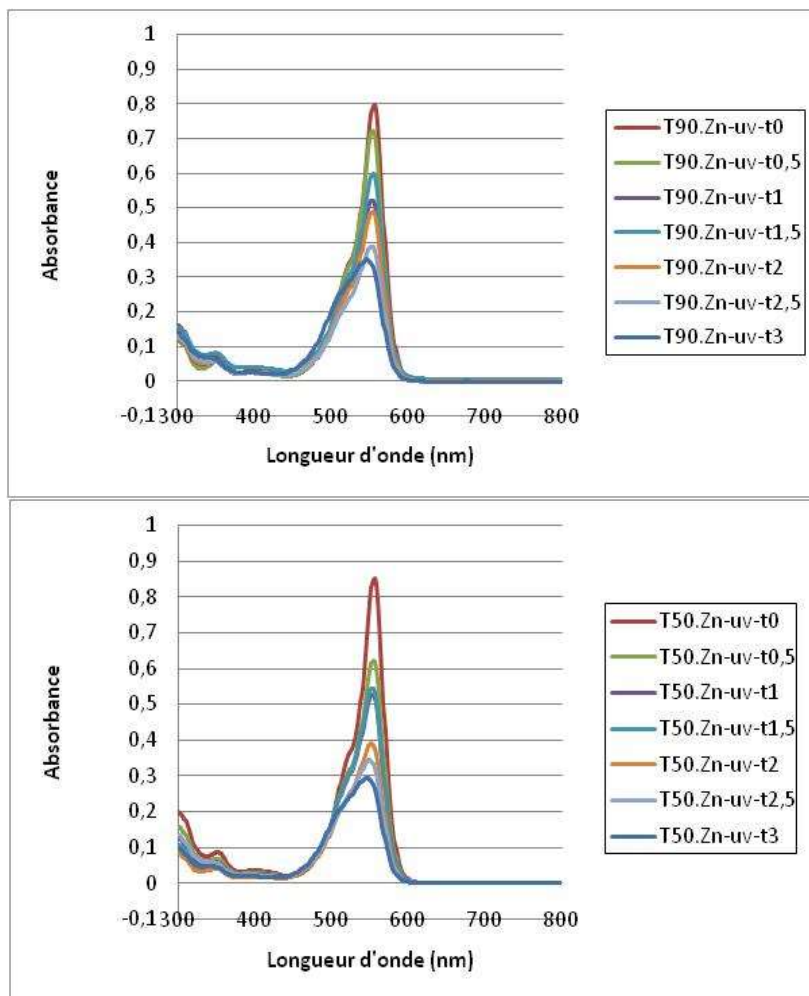 1
0,9
0,8
0,7
0,6
0,5
0,4
0,3
0,2
0,1
0
-0,1
Absorbance
300 400 500 600 700 800
Longueur d'onde (nm)
T90.Zn-uv-t0
T90.Zn-uv-t0,5
T90.Zn-uv-t1
T90.Zn-uv-t1,5
T90.Zn-uv-t2
T90.Zn-uv-t2,5
T90.Zn-uv-t3
1
0,9
0,8
0,7
0,6
0,5
0,4
0,3
0,2
0,1
0
-0,1
Absorbance
300 400 500 600 700 800
Longueur d'onde (nm)
T50.Zn-uv-t0
T50.Zn-uv-t0,5
T50.Zn-uv-t1
T50.Zn-uv-t1,5
T50.Zn-uv-t2
T50.Zn-uv-t2,5
T50.Zn-uv-t3